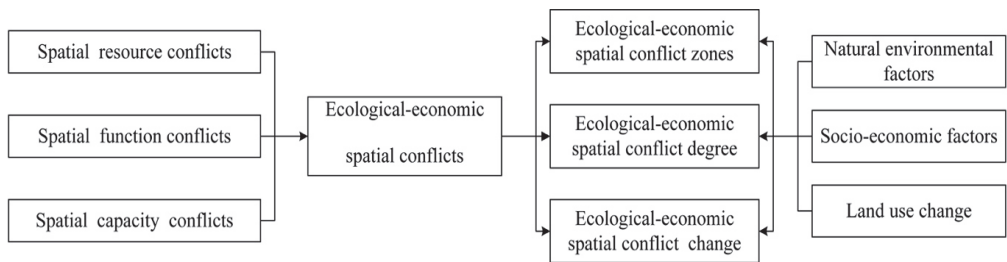 Spatial resource conflicts
Spatial function conflicts
Spatial capacity conflicts
Ecological-economic
spatial conflicts
Ecological-economic
spatial conflict zones
Ecological-economic
spatial conflict degree
Ecological-economic
spatial conflict change
Natural environmental
factors
Socio-economic factors
Land use change